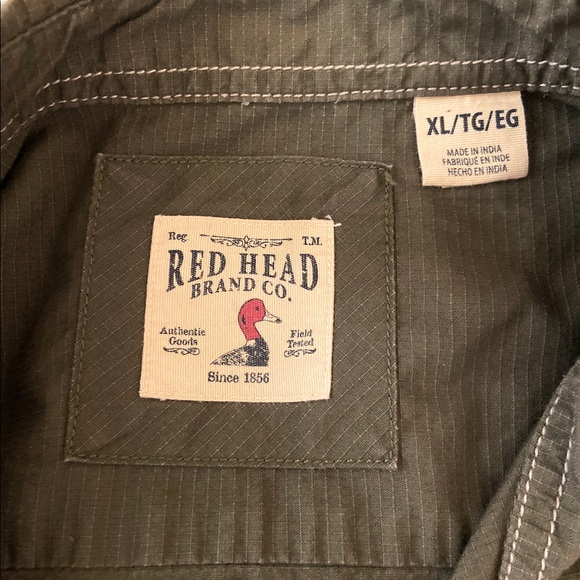 XL/TG/EG
MADE IN INDIA
FABRIQUÉ EN INDE
HECHO EN INDIA
Reg. T.M.
RED HEAD
BRAND CO.
Authentic
Goods
Field
Tested
Since 1856